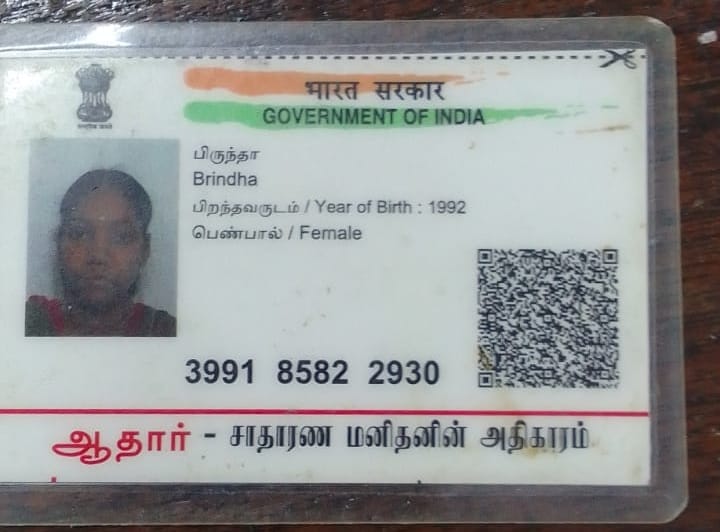 भारत सरकार
GOVERNMENT OF INDIA
பிருந்தா
Brindha
பிறந்தவருடம் / Year of Birth : 1992
பெண்பால் / Female
3991 8582 2930
ஆதார் - சாதாரண மனிதனின் அதிகாரம்